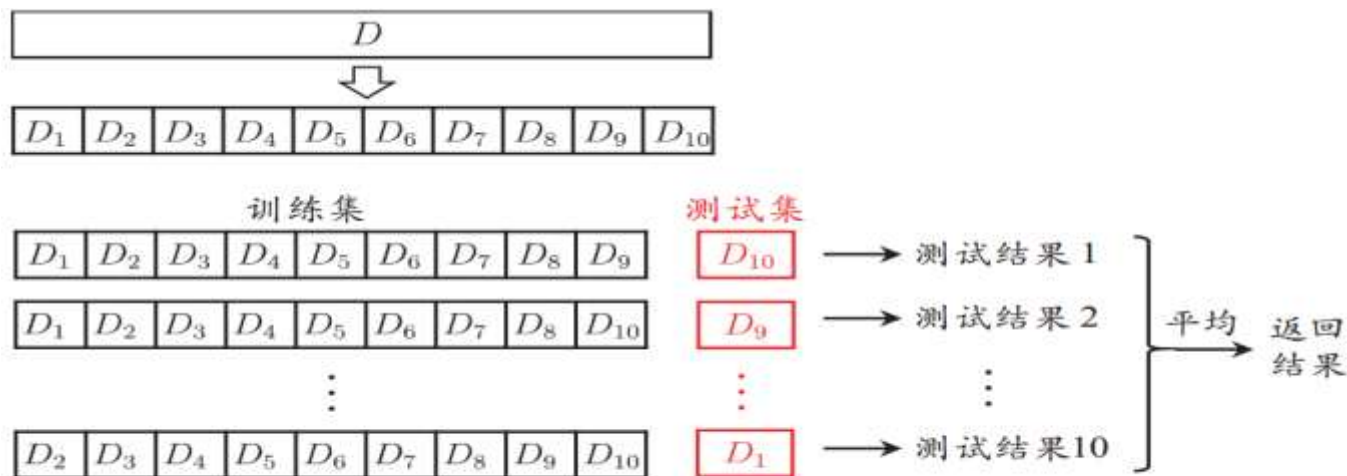 D
D₁ D₂ D₃ D₄ D₅ D₆ D₇ D₈ D₉ D₁₀
训练集 测试集
D₁ D₂ D₃ D₄ D₅ D₆ D₇ D₈ D₉ D₁₀ 测试结果1
D₁ D₂ D₃ D₄ D₅ D₆ D₇ D₈ D₁₀ D₉ 测试结果2
平均 返回结果
⋮ ⋮ ⋮
D₂ D₃ D₄ D₅ D₆ D₇ D₈ D₉ D₁₀ D₁ 测试结果10